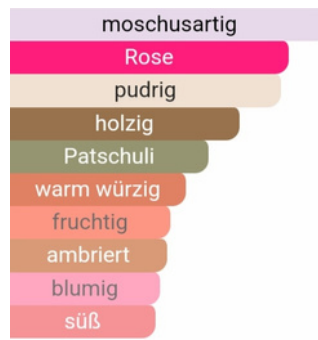 moschusartig
Rose
pudrig
holzig
Patschuli
warm würzig
fruchtig
ambriert
blumig
süß